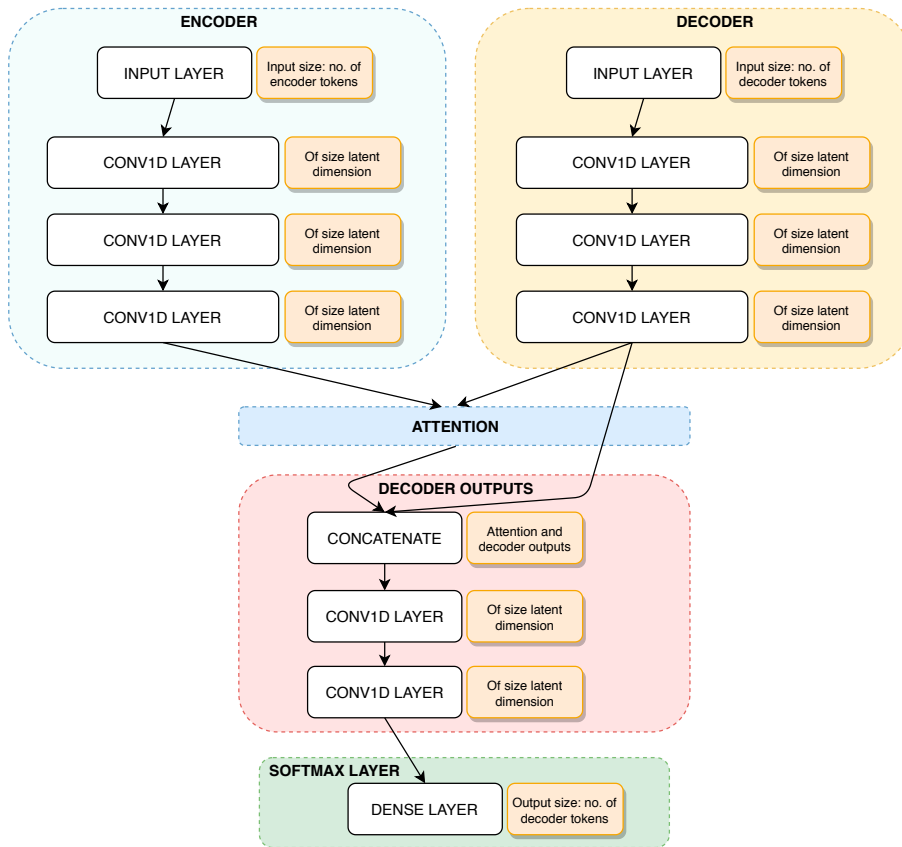 ENCODER
INPUT LAYER
Input size: no. of
encoder tokens
CONV1D LAYER
Of size latent
dimension
CONV1D LAYER
Of size latent
dimension
CONV1D LAYER
Of size latent
dimension
DECODER
INPUT LAYER
Input size: no. of
decoder tokens
CONV1D LAYER
Of size latent
dimension
CONV1D LAYER
Of size latent
dimension
CONV1D LAYER
Of size latent
dimension
ATTENTION
DECODER OUTPUTS
CONCATENATE
Attention and
decoder outputs
CONV1D LAYER
Of size latent
dimension
CONV1D LAYER
Of size latent
dimension
SOFTMAX LAYER
DENSE LAYER
Output size: no. of
decoder tokens